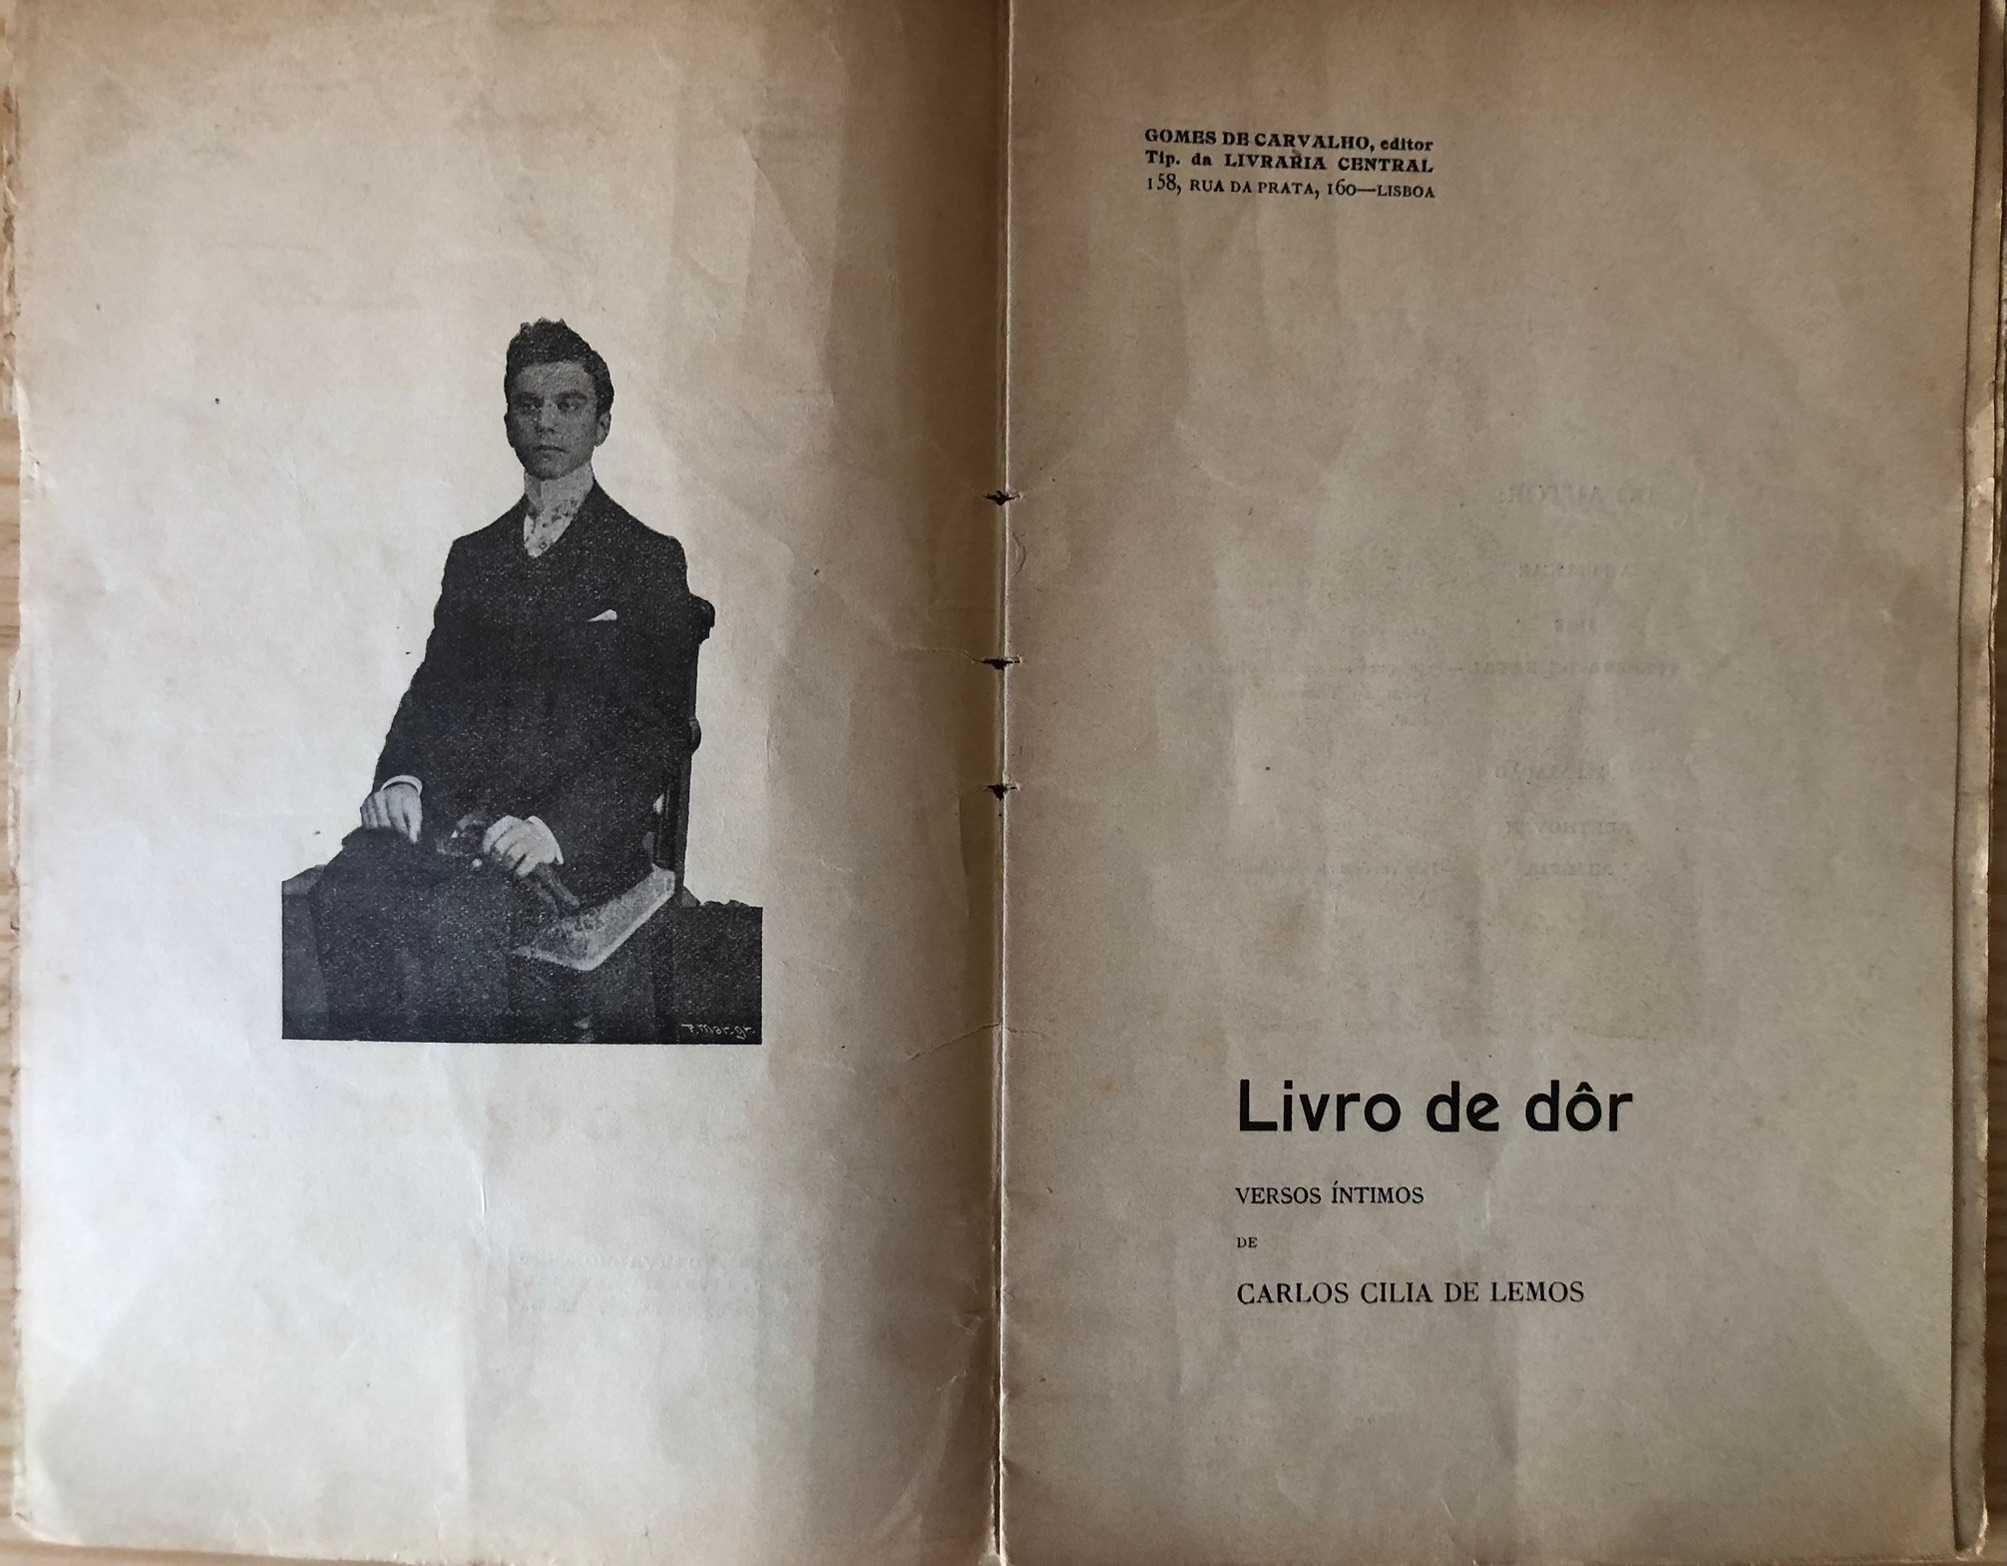 GOMES DE CARVALHO, editor
Tip. da LIVRARIA CENTRAL
158, RUA DA PRATA, 160—LISBOA
Livro de dôr
VERSOS ÍNTIMOS
DE
CARLOS CILIA DE LEMOS